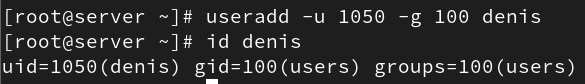 [root@server ~]# useradd -u 1050 -g 100 denis
[root@server ~]# id denis
uid=1050(denis) gid=100(users) groups=100(users)